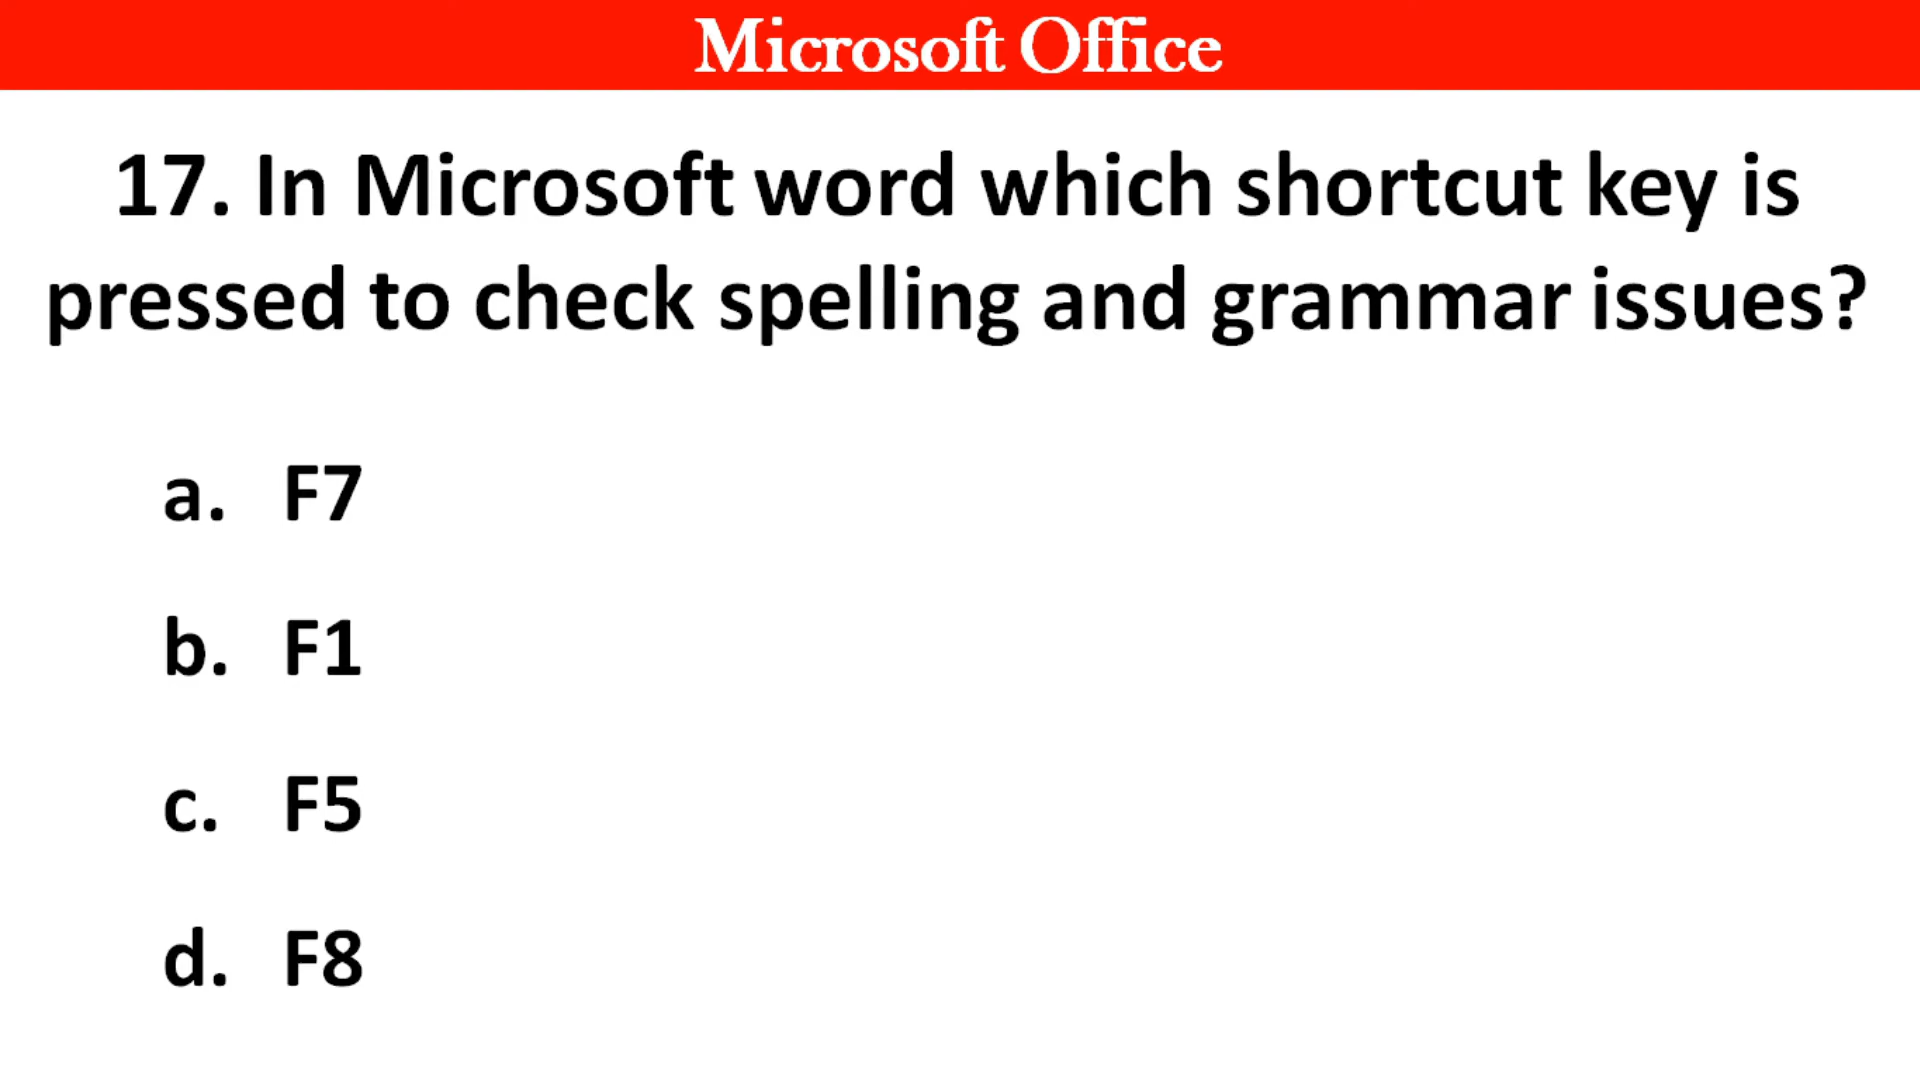 Microsoft Office
17. In Microsoft word which shortcut key is
pressed to check spelling and grammar issues?
a. F7
b. F1
c. F5
d. F8